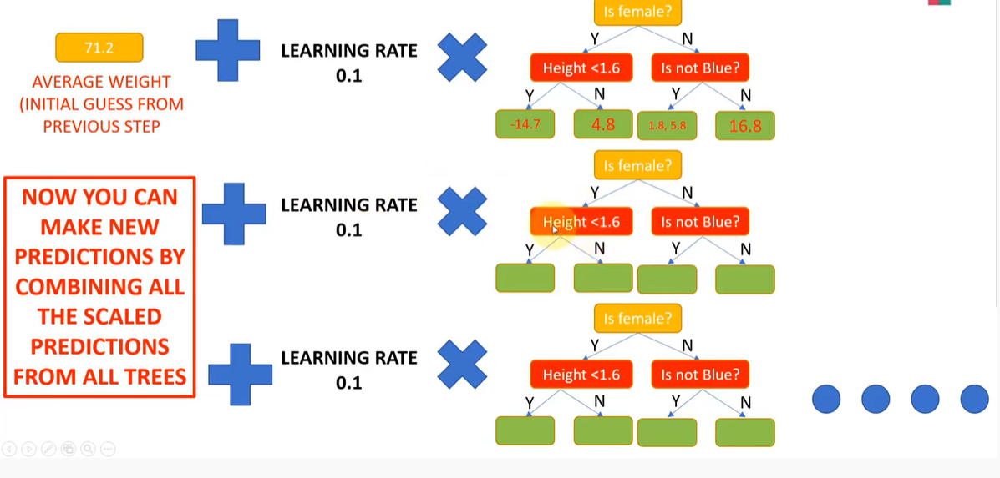 Is female?
71.2
LEARNING RATE
0.1
Y N
Height <1.6 Is not Blue?
AVERAGE WEIGHT
(INITIAL GUESS FROM
PREVIOUS STEP
Y N Y N
-14.7 4.8 1.8, 5.8 16.8
NOW YOU CAN
MAKE NEW
PREDICTIONS BY
COMBINING ALL
THE SCALED
PREDICTIONS
FROM ALL TREES
LEARNING RATE
0.1
Is female?
Y N
Height <1.6 Is not Blue?
Y N Y N
LEARNING RATE
0.1
Is female?
Y N
Height <1.6 Is not Blue?
Y N Y N